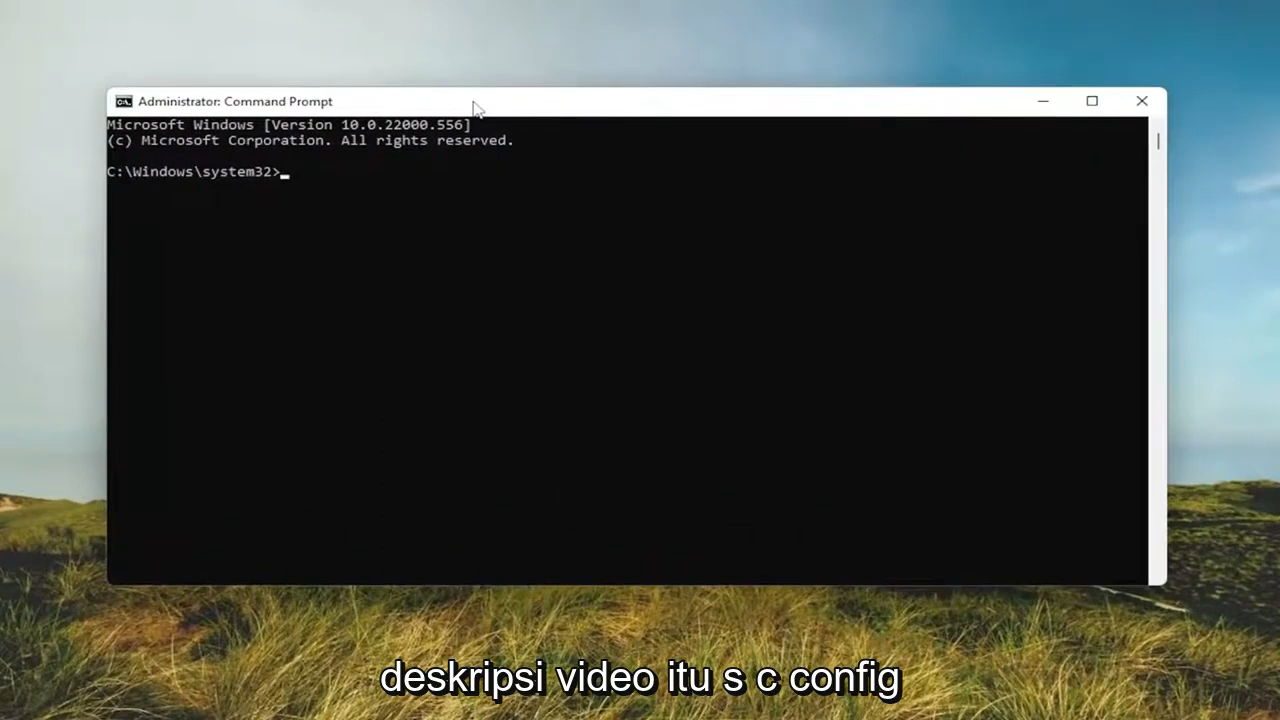 Administrator: Command Prompt
Microsoft Windows [Version 10.0.22000.556]
(c) Microsoft Corporation. All rights reserved.
C:\Windows\system32>
deskripsi video itu s c config